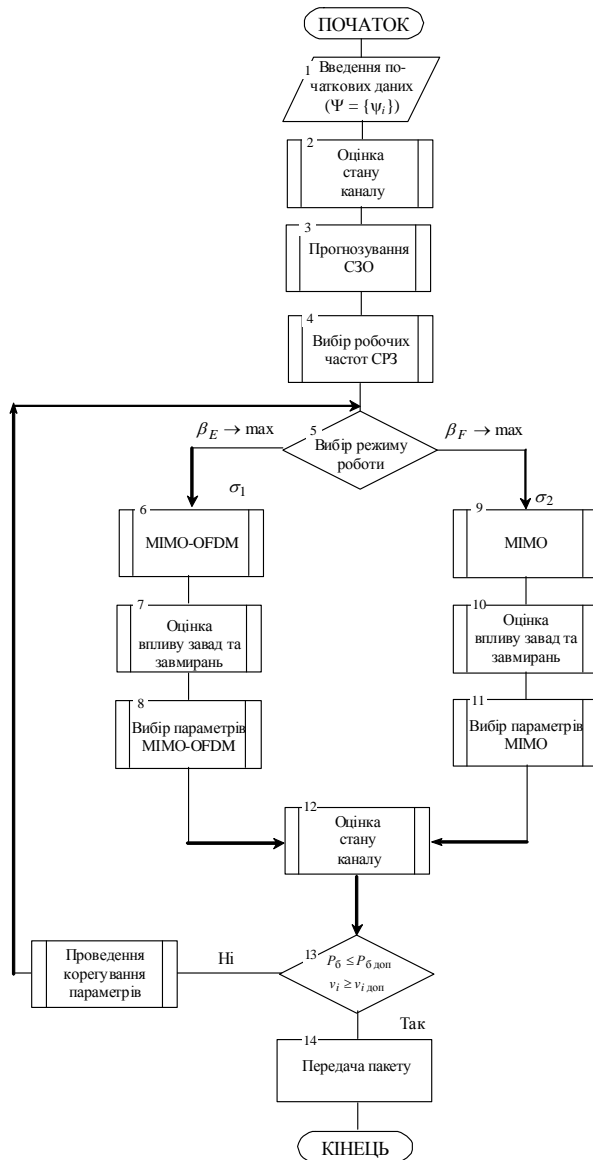 ПОЧАТОК
1
Введення по-
чаткових даних
(Ψ = {ψi})
2
Оцінка
стану
каналу
3
Прогнозування
СЗО
4
Вибір робочих
частот СРЗ
βE → max
5
Вибір режиму
роботи
βF → max
σ1
σ2
6
MIMO-OFDM
7
Оцінка
впливу завад та
завмирань
8
Вибір параметрів
MIMO-OFDM
9
MIMO
10
Оцінка
впливу завад та
завмирань
11
Вибір параметрів
MIMO
12
Оцінка
стану
каналу
13
Pб ≤ Pб доп
vi ≥ vi доп
Ні
Проведення
корегування
параметрів
Так
14
Передача пакету
КІНЕЦЬ